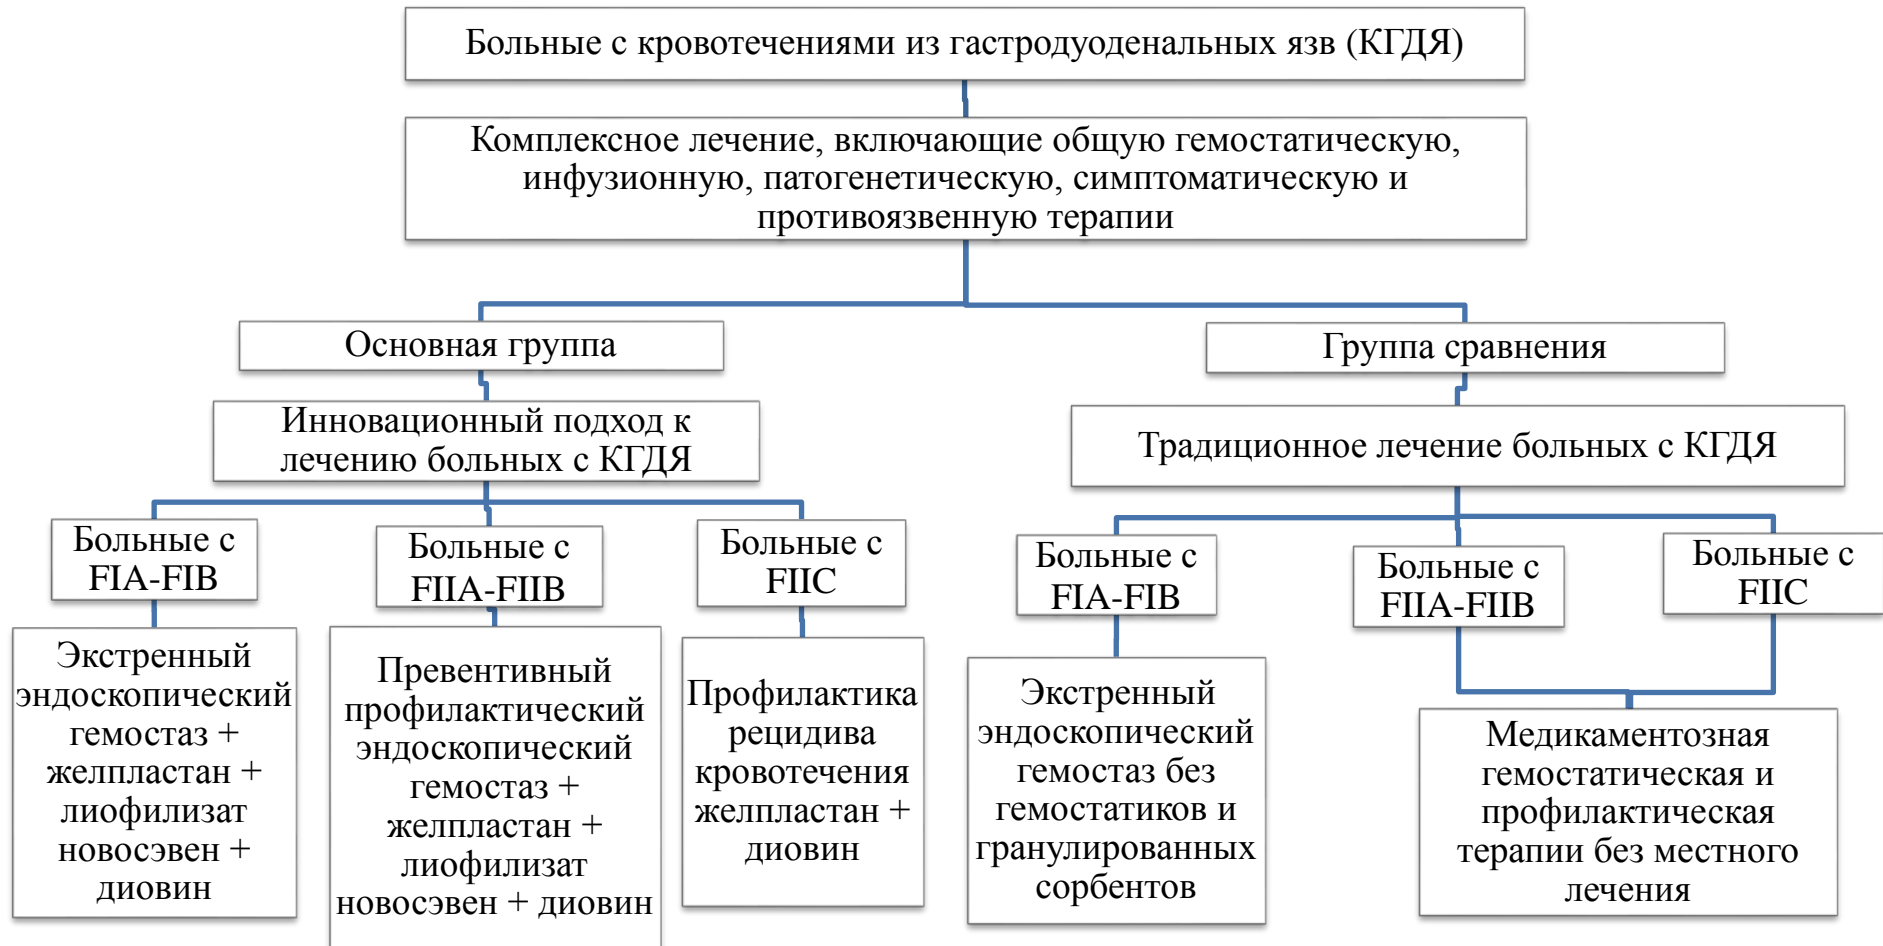 Больные с кровотечениями из гастродуоденальных язв (КГДЯ)
Комплексное лечение, включающие общую гемостатическую,
инфузионную, патогенетическую, симптоматическую и
противоязвенную терапии
Основная группа
Группа сравнения
Инновационный подход к
лечению больных с КГДЯ
Традиционное лечение больных с КГДЯ
Больные с
FIA-FIB
Больные с
FIIA-FIIB
Больные с
FIIC
Больные с
FIA-FIB
Больные с
FIIA-FIIB
Больные с
FIIC
Экстренный
эндоскопический
гемостаз +
желпластан +
лиофилизат
новосэвен +
диовин
Превентивный
профилактический
эндоскопический
гемостаз +
желпластан +
лиофилизат
новосэвен + диовин
Профилактика
рецидива
кровотечения
желпластан +
диовин
Экстренный
эндоскопический
гемостаз без
гемостатиков и
гранулированных
сорбентов
Медикаментозная
гемостатическая и
профилактическая
терапии без местного
лечения